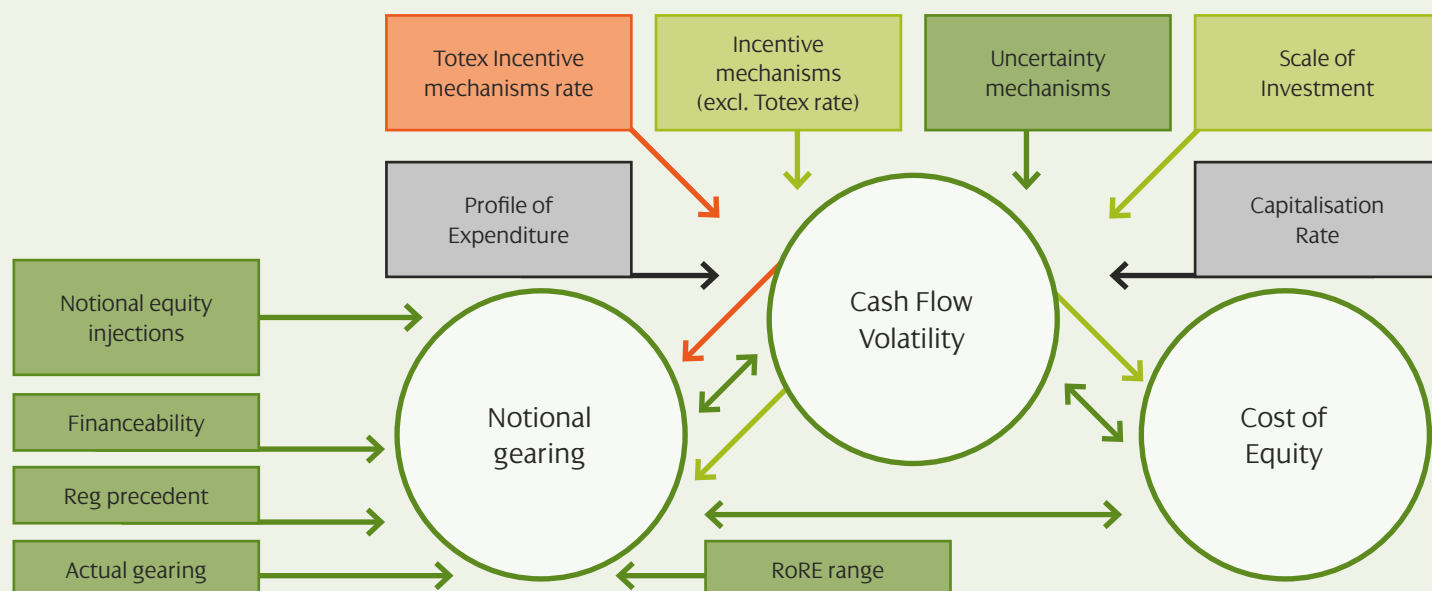 Totex Incentive
mechanisms rate
Incentive
mechanisms
(excl. Totex rate)
Uncertainty
mechanisms
Scale of
Investment
Profile of
Expenditure
Capitalisation
Rate
Notional equity
injections
Cash Flow
Volatility
Financeability
Notional
gearing
Cost of
Equity
Reg precedent
Actual gearing
RoRE range